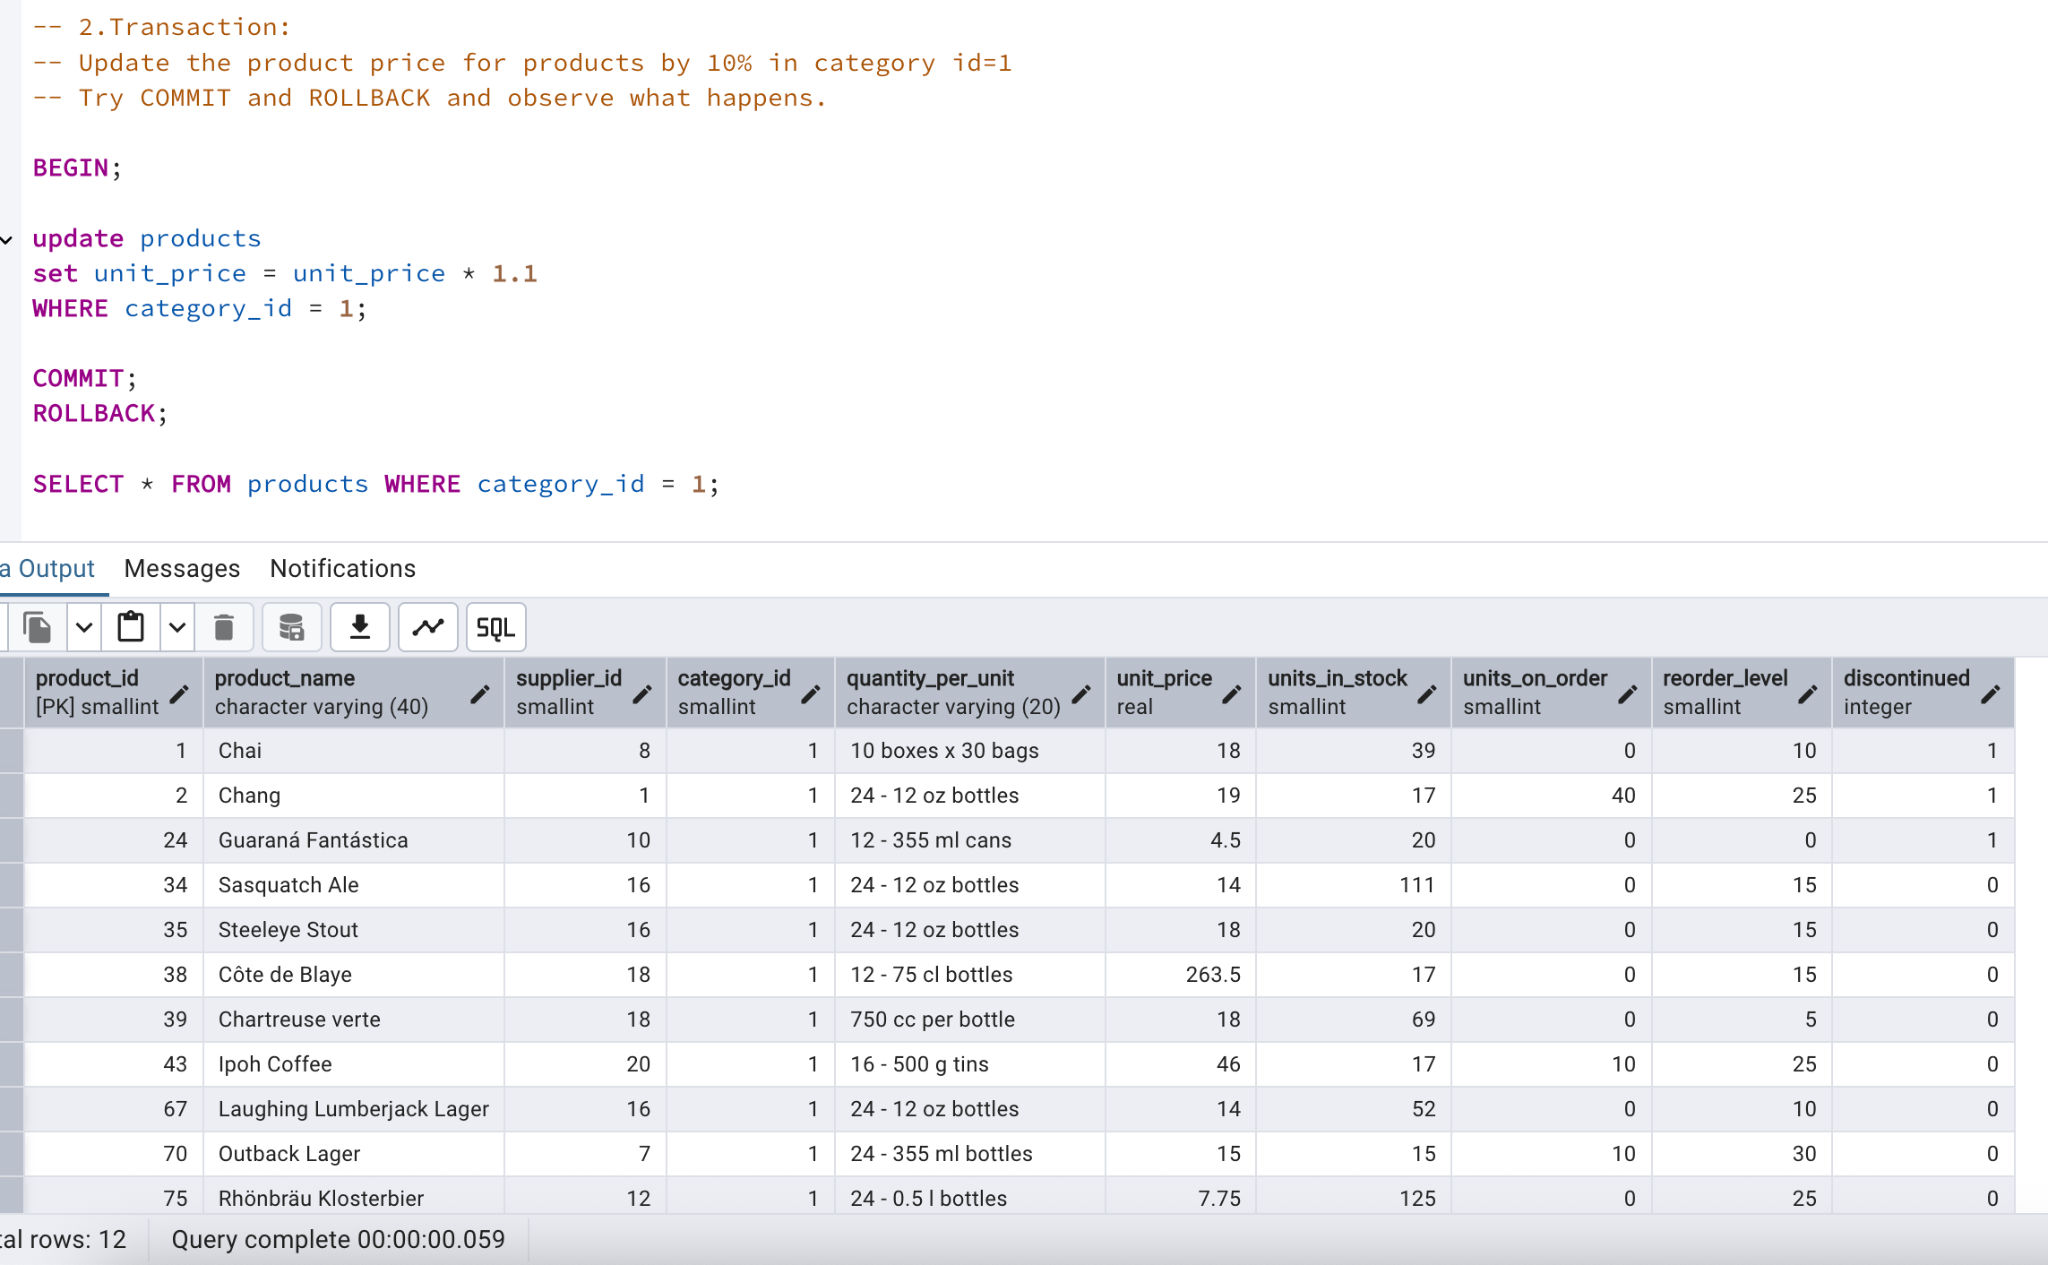 -- 2.Transaction:
-- Update the product price for products by 10% in category id=1
-- Try COMMIT and ROLLBACK and observe what happens.
BEGIN;
update products
set unit_price = unit_price * 1.1
WHERE category_id = 1;
COMMIT;
ROLLBACK;
SELECT * FROM products WHERE category_id = 1;
a Output Messages Notifications
SQL
product_id product_name supplier_id category_id quantity_per_unit unit_price units_in_stock units_on_order reorder_level discontinued
[PK] smallint character varying (40) smallint smallint character varying (20) real smallint smallint smallint integer
1 Chai 8 1 10 boxes x 30 bags 18 39 0 10 1
2 Chang 1 1 24 - 12 oz bottles 19 17 40 25 1
24 Guaraná Fantástica 10 1 12 - 355 ml cans 4.5 20 0 0 1
34 Sasquatch Ale 16 1 24 - 12 oz bottles 14 111 0 15 0
35 Steeleye Stout 16 1 24 - 12 oz bottles 18 20 0 15 0
38 Côte de Blaye 18 1 12 - 75 cl bottles 263.5 17 0 15 0
39 Chartreuse verte 18 1 750 cc per bottle 18 69 0 5 0
43 Ipoh Coffee 20 1 16 - 500 g tins 46 17 10 25 0
67 Laughing Lumberjack Lager 16 1 24 - 12 oz bottles 14 52 0 10 0
70 Outback Lager 7 1 24 - 355 ml bottles 15 15 10 30 0
75 Rhönbräu Klosterbier 12 1 24 - 0.5 l bottles 7.75 125 0 25 0
tal rows: 12 Query complete 00:00:00.059